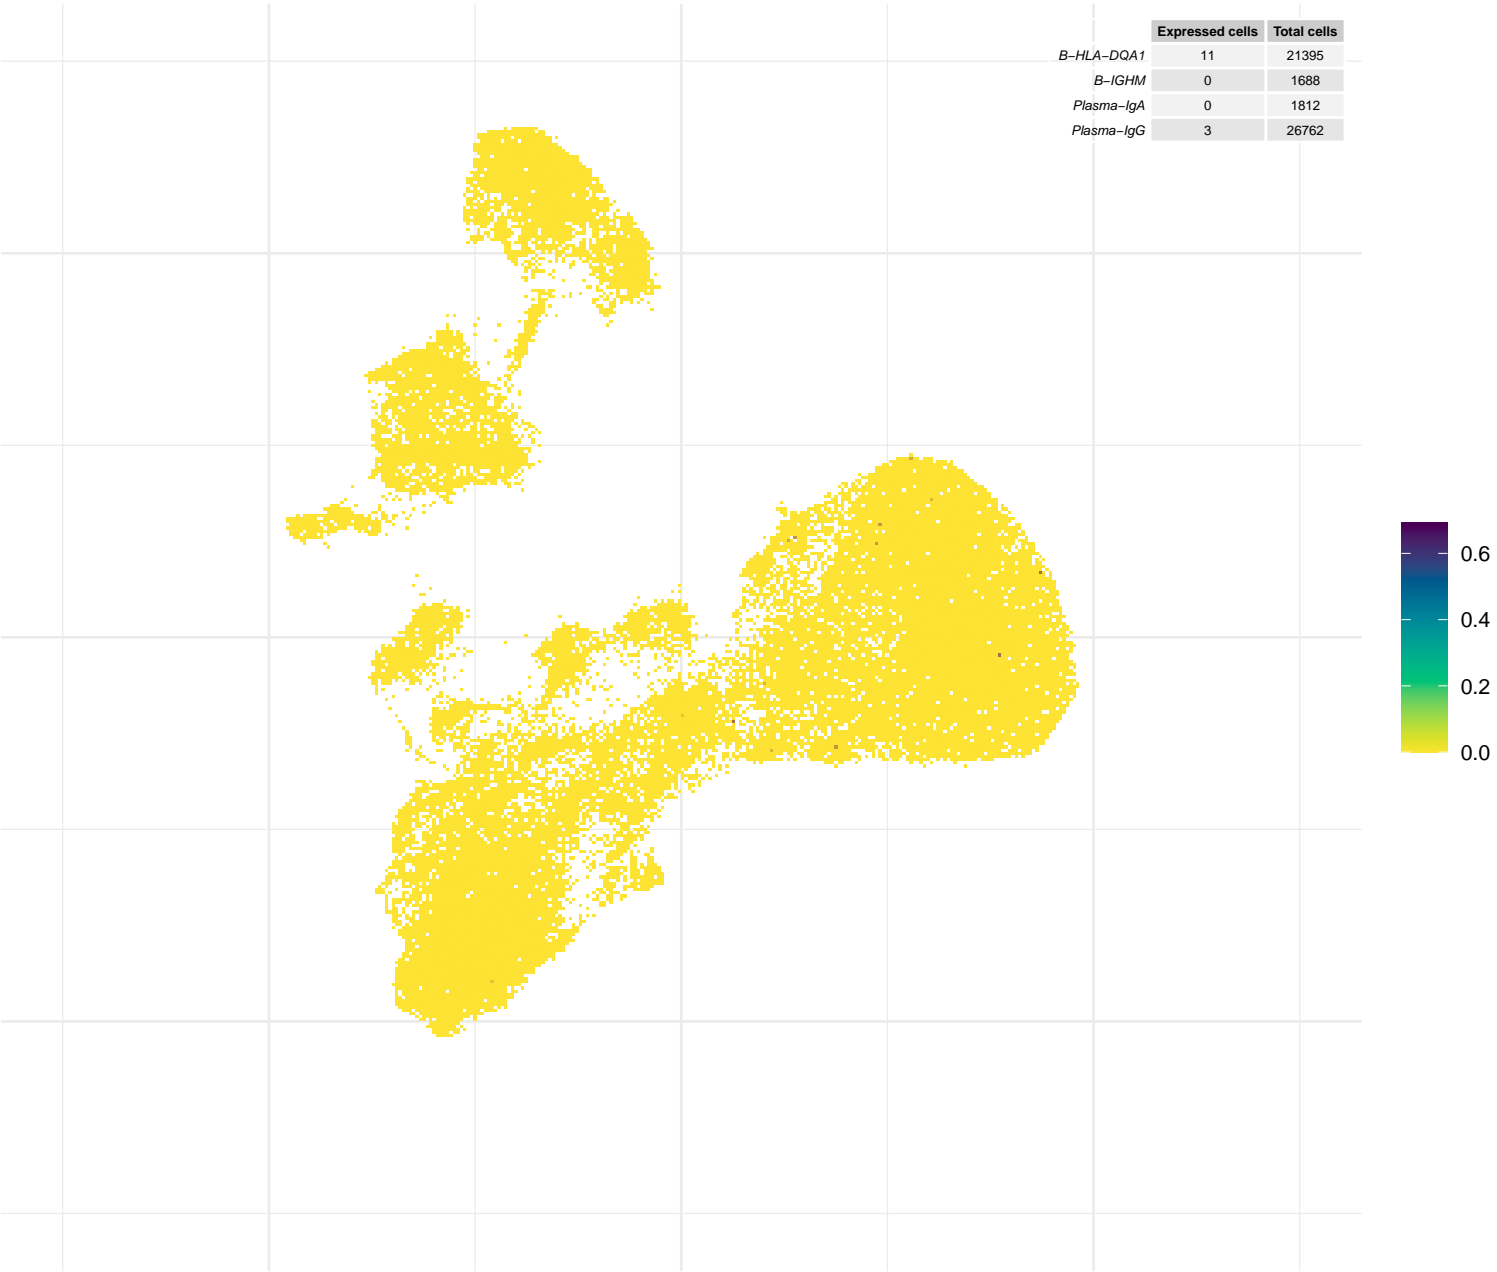 Expressed cells Total cells
B−HLA−DQA1 11 21395
B−IGHM 0 1688
Plasma−IgA 0 1812
Plasma−IgG 3 26762
0.6
0.4
0.2
0.0